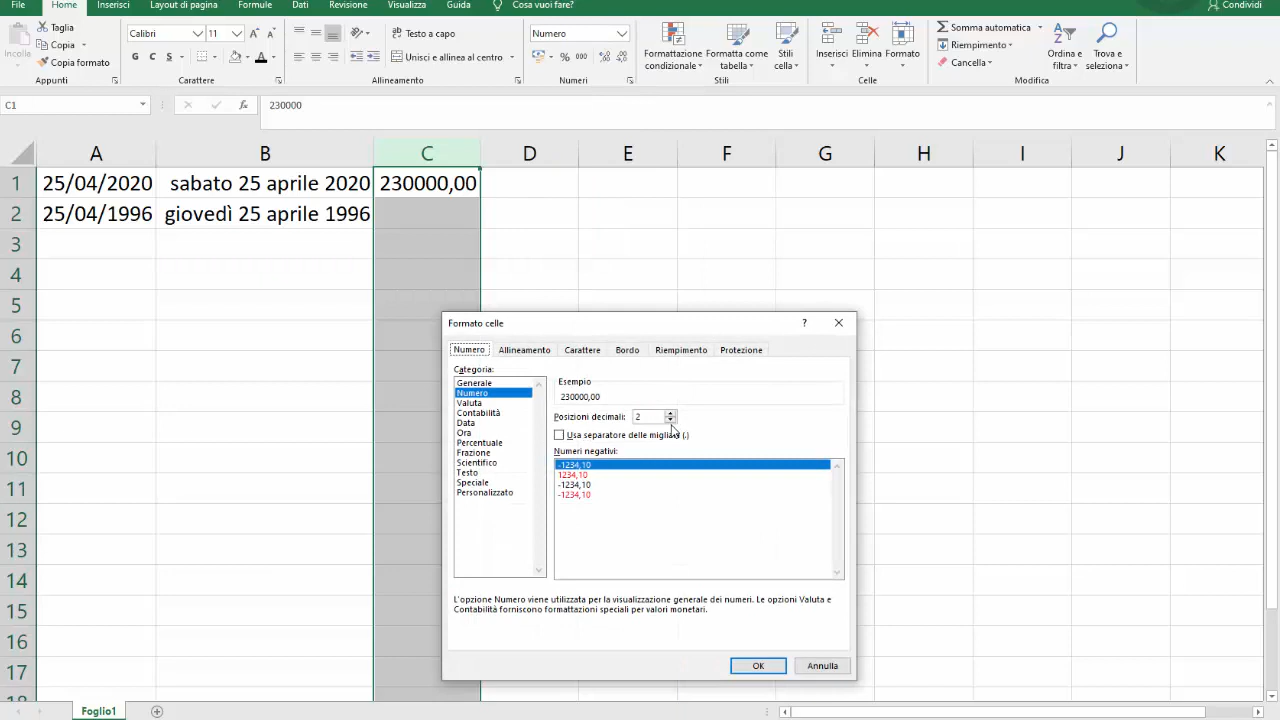 File Home Inserisci Layout di pagina Formule Dati Revisione Visualizza Guida Cosa vuoi fare? Condividi
Incolla
Taglia
Copia
Copia formato
Appunti
Calibri 11
G C S
Carattere
Testo a capo
Unisci e allinea al centro
Allineamento
Numero
% 000
Numeri
Formattazione condizionale
Formatta come tabella
Stili cella
Stili
Inserisci Elimina Formato
Celle
Somma automatica
Riempimento
Cancella
Ordina e filtra
Trova e seleziona
Modifica
C1 fx 230000
A B C D E F G H I J K
1 25/04/2020 sabato 25 aprile 2020 230000,00
2 25/04/1996 giovedì 25 aprile 1996
3
4
5
6
7
8
9
10
11
12
13
14
15
16
17
18
Formato celle ?
Numero Allineamento Carattere Bordo Riempimento Protezione
Categoria:
Generale
Numero
Valuta
Contabilità
Data
Ora
Percentuale
Frazione
Scientifico
Testo
Speciale
Personalizzato
Esempio
230000,00
Posizioni decimali: 2
Usa separatore delle migliaia (.)
Numeri negativi:
-1234,10
1234,10
-1234,10
-1234,10
L'opzione Numero viene utilizzata per la visualizzazione generale dei numeri. Le opzioni Valuta e
Contabilità forniscono formattazioni speciali per valori monetari.
OK Annulla
Foglio1